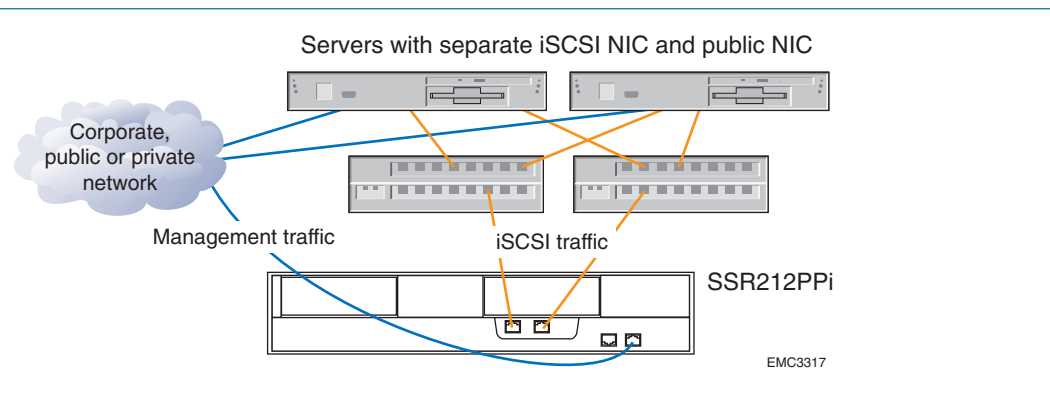 Servers with separate iSCSI NIC and public NIC
Corporate,
public or private
network
Management traffic
iSCSI traffic
SSR212PPi
EMC3317